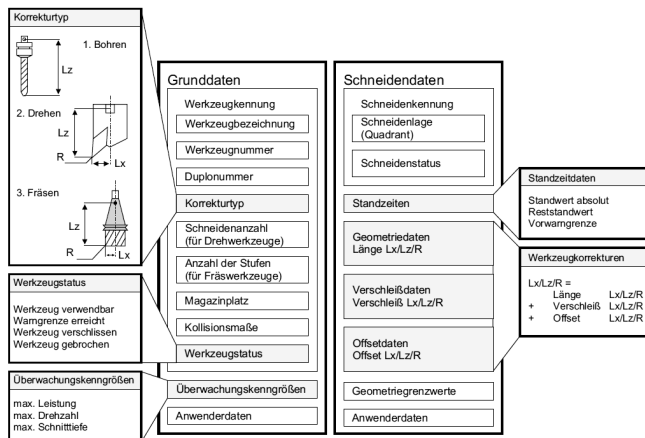 Korrekturtyp
1. Bohren
Lz
2. Drehen
Lz
R
Lx
3. Fräsen
Lz
R
Lx
Werkzeugstatus
Werkzeug verwendbar
Warngrenze erreicht
Werkzeug verschlissen
Werkzeug gebrochen
Überwachungskenngrößen
max. Leistung
max. Drehzahl
max. Schnitttiefe
Grunddaten
Werkzeugkennung
Werkzeugbezeichnung
Werkzeugnummer
Duplonummer
Korrekturtyp
Schneidenanzahl
(für Drehwerkzeuge)
Anzahl der Stufen
(für Fräswerkzeuge)
Magazinplatz
Kollisionsmaße
Werkzeugstatus
Überwachungskenngrößen
Anwenderdaten
Schneidendaten
Schneidenkennung
Schneidenlage
(Quadrant)
Schneidenstatus
Standzeiten
Geometriedaten
Länge Lx/Lz/R
Verschleißdaten
Verschleiß Lx/Lz/R
Offsetdaten
Offset Lx/Lz/R
Geometriegrenzwerte
Anwenderdaten
Standzeitdaten
Standwert absolut
Reststandwert
Vorwarngrenze
Werkzeugkorrekturen
Lx/Lz/R =
Länge Lx/Lz/R
+ Verschleiß Lx/Lz/R
+ Offset Lx/Lz/R